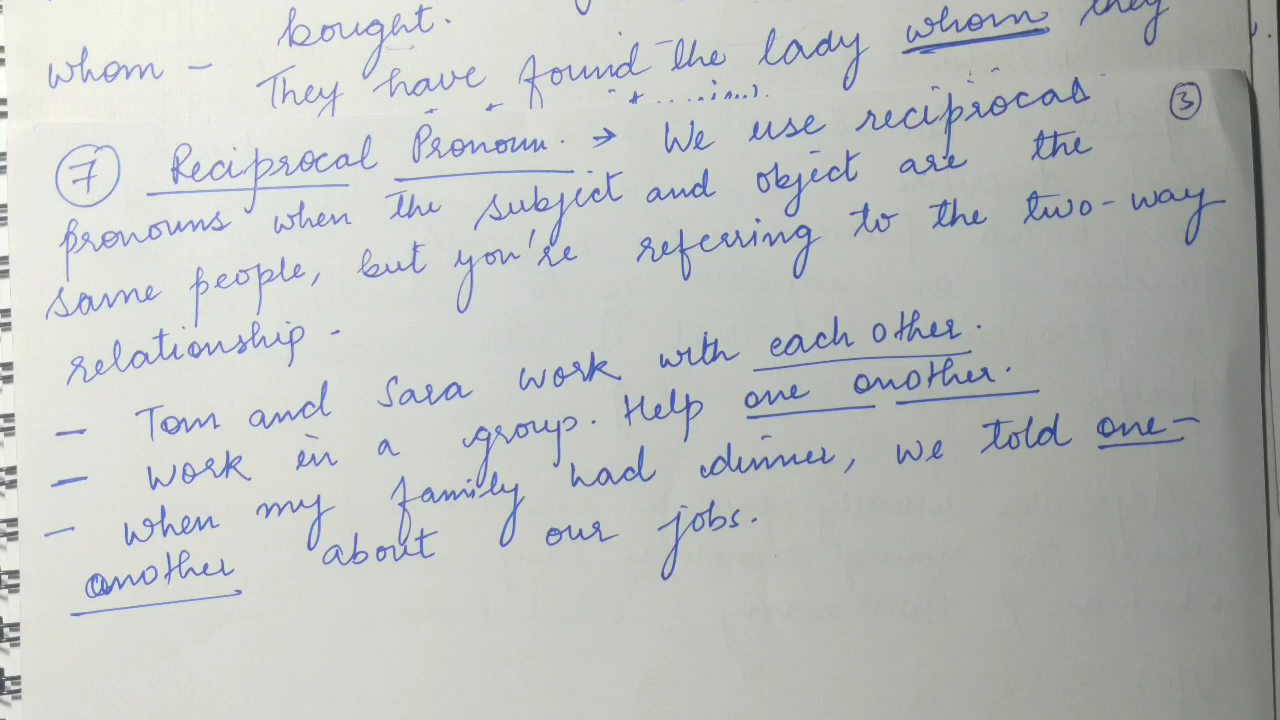 bought.
whom - They have found the lady whom they
③
⑦ Reciprocal Pronoun. → We use reciprocal
pronouns when the subject and object are the
same people, but you're referring to the two-way
relationship -
- Tom and Sara work with each other.
- Work in a group. Help one another.
- When my family had dinner, we told one-
another about our jobs.